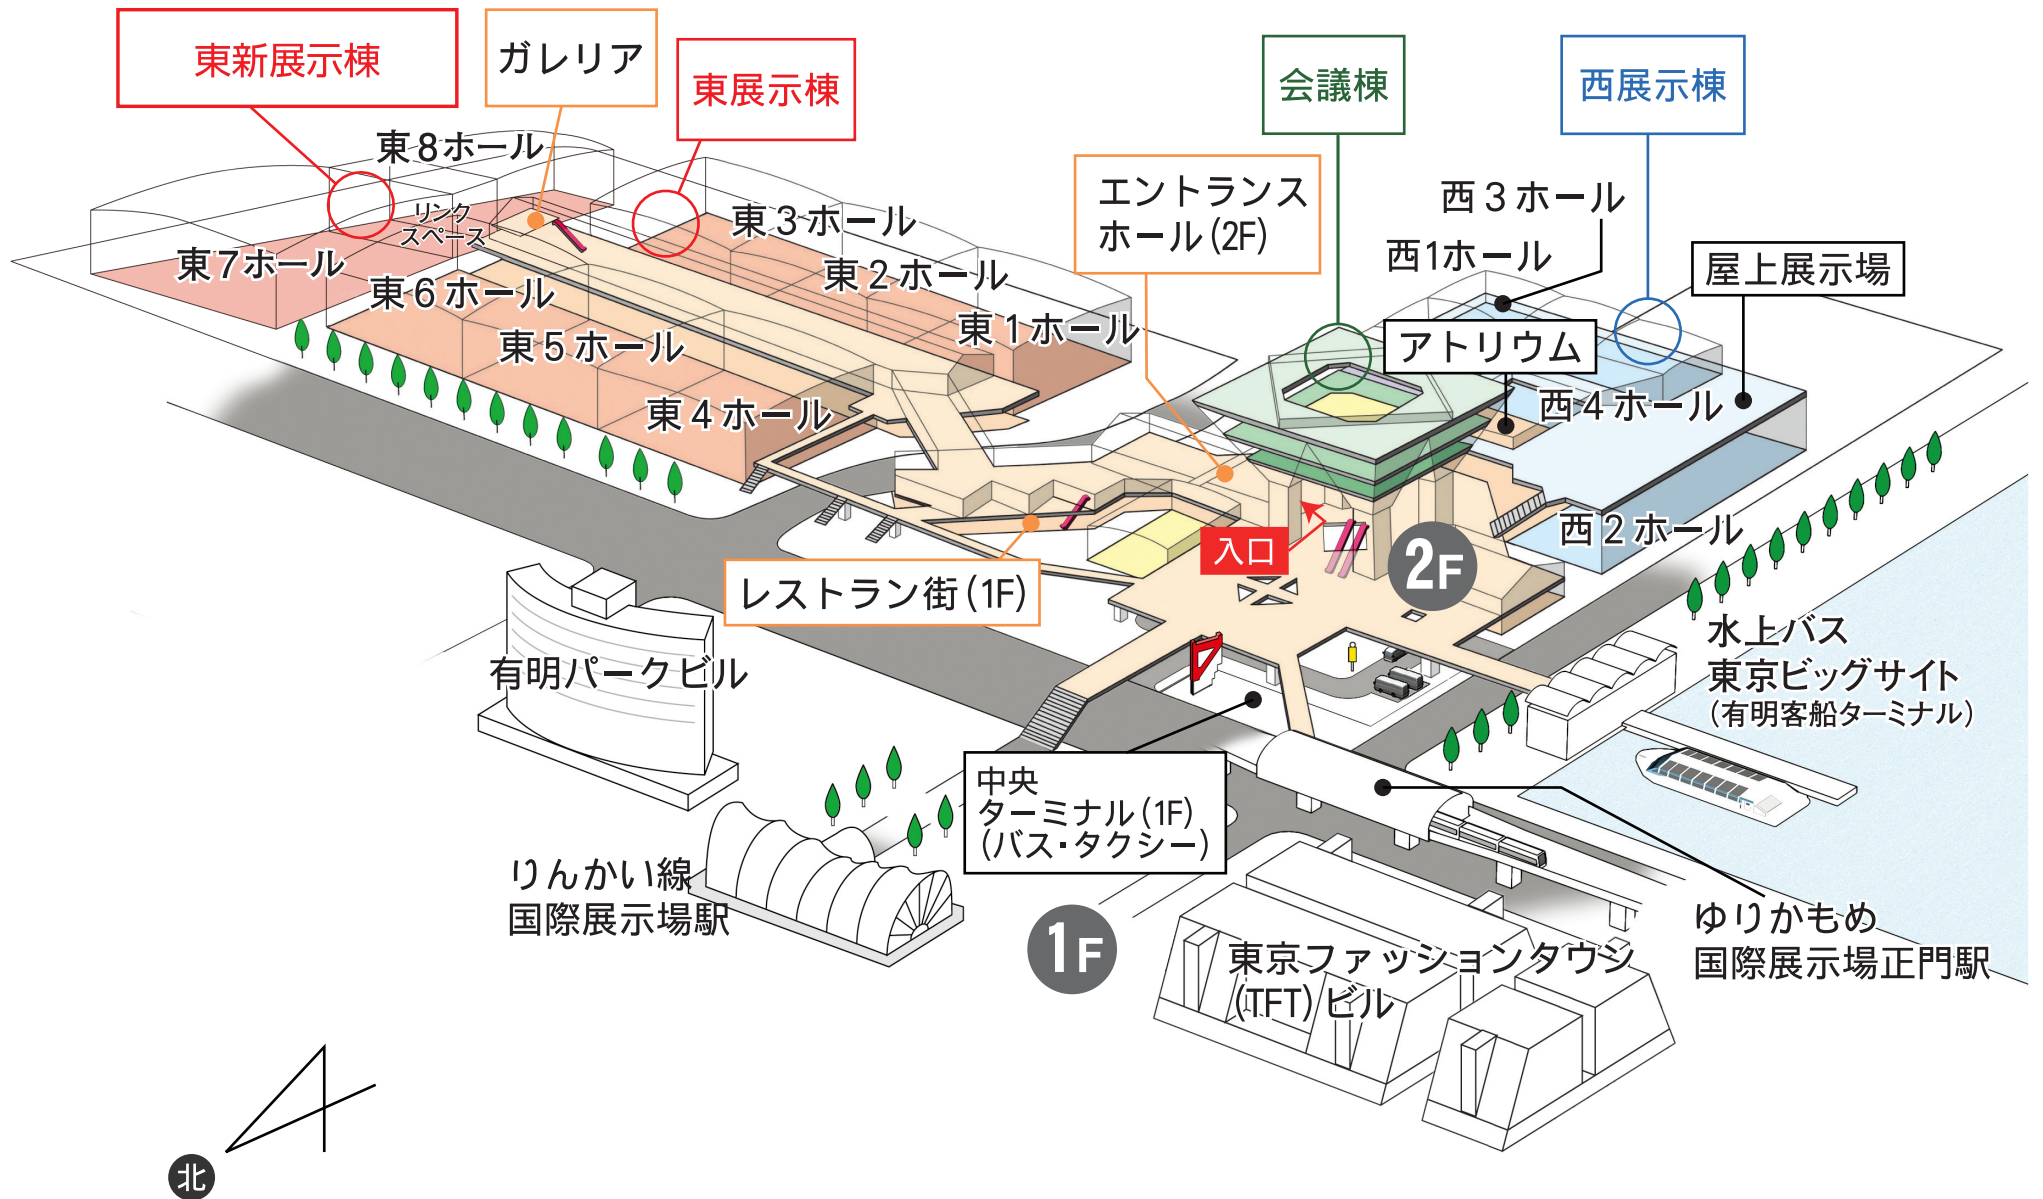 東新展示棟
ガレリア
東展示棟
会議棟
西展示棟
東8ホール
リンク
スペース
東7ホール
東6ホール
東5ホール
東4ホール
東3ホール
東2ホール
東1ホール
エントランス
ホール(2F)
西3ホール
西1ホール
屋上展示場
アトリウム
西4ホール
西2ホール
入口
2F
レストラン街(1F)
有明パークビル
水上バス
東京ビッグサイト
(有明客船ターミナル)
中央
ターミナル(1F)
(バス・タクシー)
りんかい線
国際展示場駅
1F
東京ファッションタウン
(TFT)ビル
ゆりかもめ
国際展示場正門駅
北